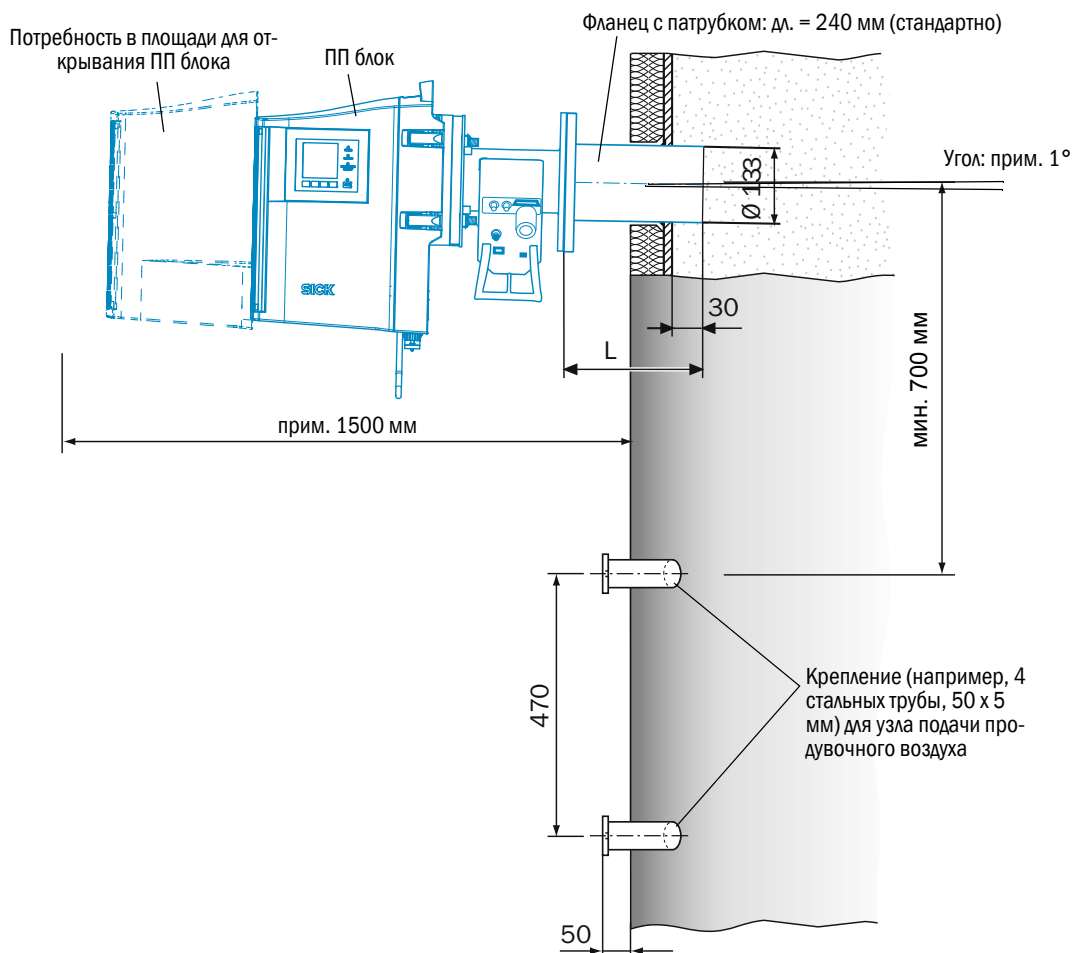 Фланец с патрубком: дл. = 240 мм (стандартно)
Потребность в площади для от-
крывания ПП блока
ПП блок
Угол: прим. 1°
Ø 133
SICK
30
L
мин. 700 мм
прим. 1500 мм
470
Крепление (например, 4
стальных трубы, 50 x 5
мм) для узла подачи про-
дувочного воздуха
50